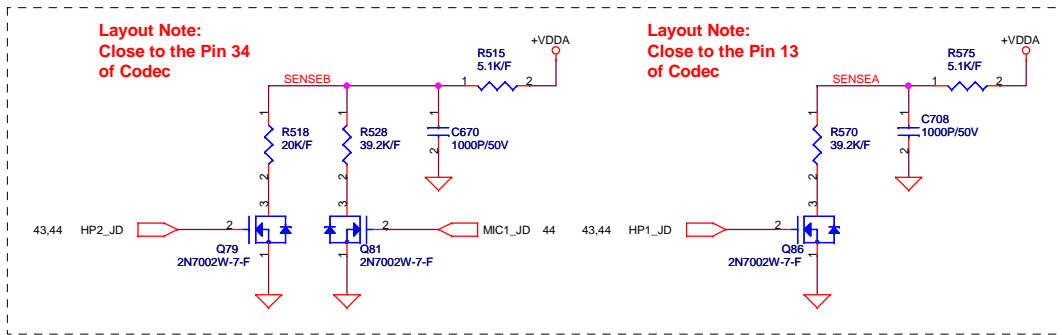 Layout Note:
Close to the Pin 34
of Codec
+VDDA
R515
5.1K/F
SENSEB
1
2
1
1
1
R518
20K/F
R528
39.2K/F
C670
1000P/50V
2
2
2
3
3
43,44 HP2_JD
2
2
MIC1_JD 44
Q79
2N7002W-7-F
Q81
2N7002W-7-F
1
1
Layout Note:
Close to the Pin 13
of Codec
+VDDA
R575
5.1K/F
SENSEA
1
2
1
1
R570
39.2K/F
C708
1000P/50V
2
2
3
43,44 HP1_JD
2
Q86
2N7002W-7-F
1